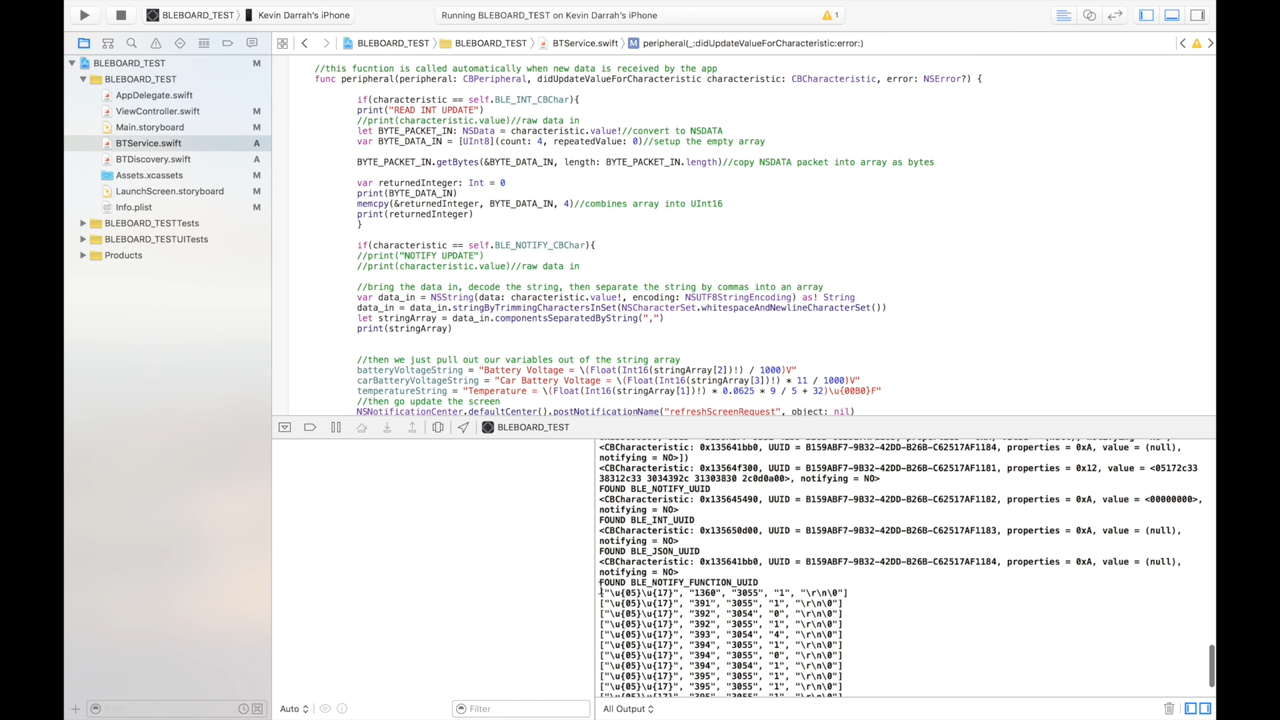 BLEBOARD_TEST Kevin Darrah's iPhone Running BLEBOARD_TEST on Kevin Darrah's iPhone 1
BLEBOARD_TEST BLEBOARD_TEST BTService.swift M peripheral(_:didUpdateValueForCharacteristic:error:)
BLEBOARD_TEST M
BLEBOARD_TEST
AppDelegate.swift
ViewController.swift M
Main.storyboard M
BTService.swift A
BTDiscovery.swift A
Assets.xcassets M
LaunchScreen.storyboard M
Info.plist M
BLEBOARD_TESTTests
BLEBOARD_TESTUITests
Products
//this fucntion is called automatically when new data is received by the app
func peripheral(peripheral: CBPeripheral, didUpdateValueForCharacteristic characteristic: CBCharacteristic, error: NSError?) {
if(characteristic == self.BLE_INT_CBChar){
print("READ INT UPDATE")
//print(characteristic.value)//raw data in
let BYTE_PACKET_IN: NSData = characteristic.value!//convert to NSDATA
var BYTE_DATA_IN = [UInt8](count: 4, repeatedValue: 0)//setup the empty array
BYTE_PACKET_IN.getBytes(&BYTE_DATA_IN, length: BYTE_PACKET_IN.length)//copy NSDATA packet into array as bytes
var returnedInteger: Int = 0
print(BYTE_DATA_IN)
memcpy(&returnedInteger, BYTE_DATA_IN, 4)//combines array into UInt16
print(returnedInteger)
}
if(characteristic == self.BLE_NOTIFY_CBChar){
//print("NOTIFY UPDATE")
//print(characteristic.value)//raw data in
//bring the data in, decode the string, then separate the string by commas into an array
var data_in = NSString(data: characteristic.value!, encoding: NSUTF8StringEncoding) as! String
data_in = data_in.stringByTrimmingCharactersInSet(NSCharacterSet.whitespaceAndNewlineCharacterSet())
let stringArray = data_in.componentsSeparatedByString(",")
print(stringArray)
//then we just pull out our variables out of the string array
batteryVoltageString = "Battery Voltage = \(Float(Int16(stringArray[2])!) / 1000)V"
carBatteryVoltageString = "Car Battery Voltage = \(Float(Int16(stringArray[3])!) * 11 / 1000)V"
temperatureString = "Temperature = \(Float(Int16(stringArray[1])!) * 0.0625 * 9 / 5 + 32)\u{00B0}F"
//then go update the screen
NSNotificationCenter.defaultCenter().postNotificationName("refreshScreenRequest", object: nil)
BLEBOARD_TEST
<CBCharacteristic: 0x135641bb0, UUID = B159ABF7-9B32-42DD-B26B-C62517AF1184, properties = 0xA, value = (null),
notifying = NO>])
<CBCharacteristic: 0x13564f300, UUID = B159ABF7-9B32-42DD-B26B-C62517AF1181, properties = 0x12, value = <05172c33
38312c33 3034392c 31303830 2c0d0a00>, notifying = NO>
FOUND BLE_NOTIFY_UUID
<CBCharacteristic: 0x135645490, UUID = B159ABF7-9B32-42DD-B26B-C62517AF1182, properties = 0xA, value = <00000000>,
notifying = NO>
FOUND BLE_INT_UUID
<CBCharacteristic: 0x135650d00, UUID = B159ABF7-9B32-42DD-B26B-C62517AF1183, properties = 0xA, value = (null),
notifying = NO>
FOUND BLE_JSON_UUID
<CBCharacteristic: 0x135641bb0, UUID = B159ABF7-9B32-42DD-B26B-C62517AF1184, properties = 0xA, value = (null),
notifying = NO>
FOUND BLE_NOTIFY_FUNCTION_UUID
["\u{05}\u{17}", "1360", "3055", "1", "\r\n\0"]
["\u{05}\u{17}", "391", "3055", "1", "\r\n\0"]
["\u{05}\u{17}", "392", "3054", "0", "\r\n\0"]
["\u{05}\u{17}", "392", "3055", "1", "\r\n\0"]
["\u{05}\u{17}", "393", "3054", "4", "\r\n\0"]
["\u{05}\u{17}", "394", "3055", "1", "\r\n\0"]
["\u{05}\u{17}", "394", "3055", "0", "\r\n\0"]
["\u{05}\u{17}", "394", "3054", "1", "\r\n\0"]
["\u{05}\u{17}", "395", "3055", "1", "\r\n\0"]
["\u{05}\u{17}", "395", "3055", "1", "\r\n\0"]
Filter Auto Filter All Output